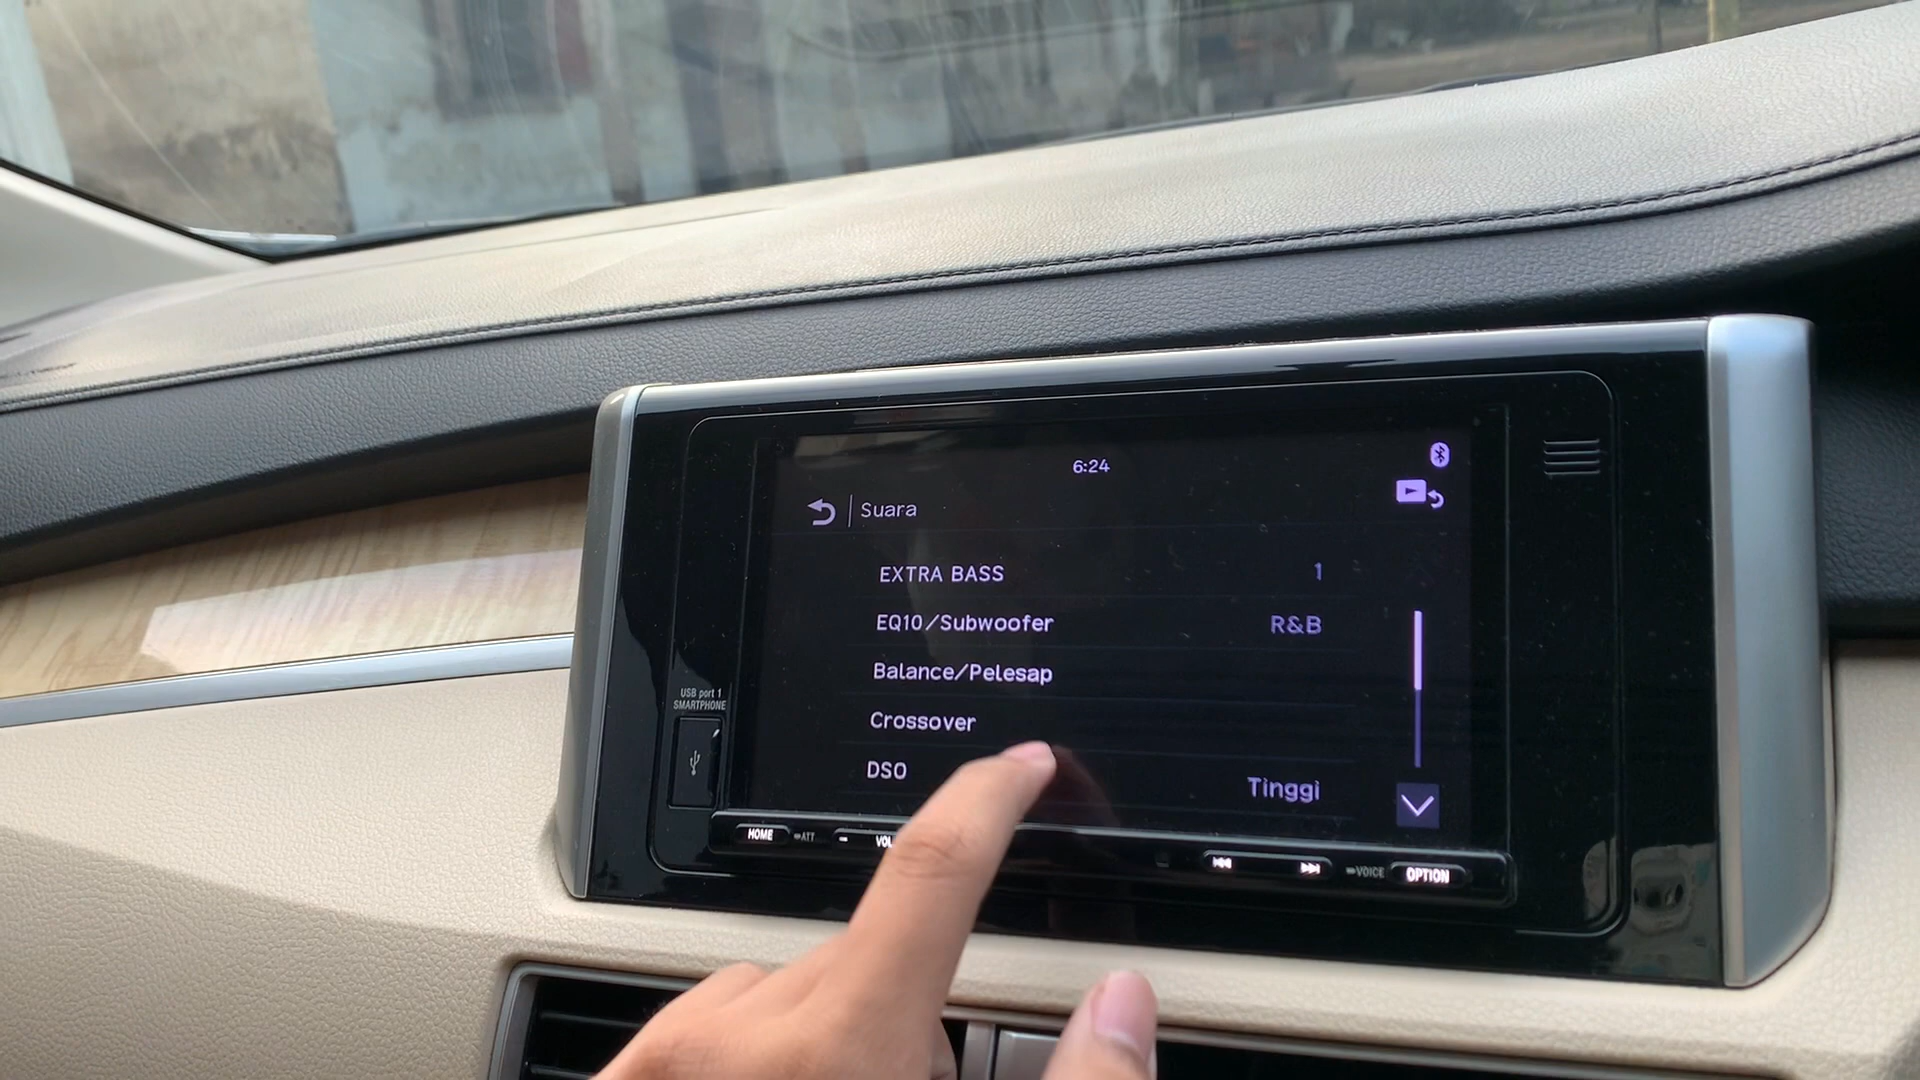 6:24
Suara
EXTRA BASS 1
EQ10/Subwoofer R&B
Balance/Pelesap
Crossover
DSO Tinggi
USB port 1
SMARTPHONE
HOME ATT VOL VOICE OPTION